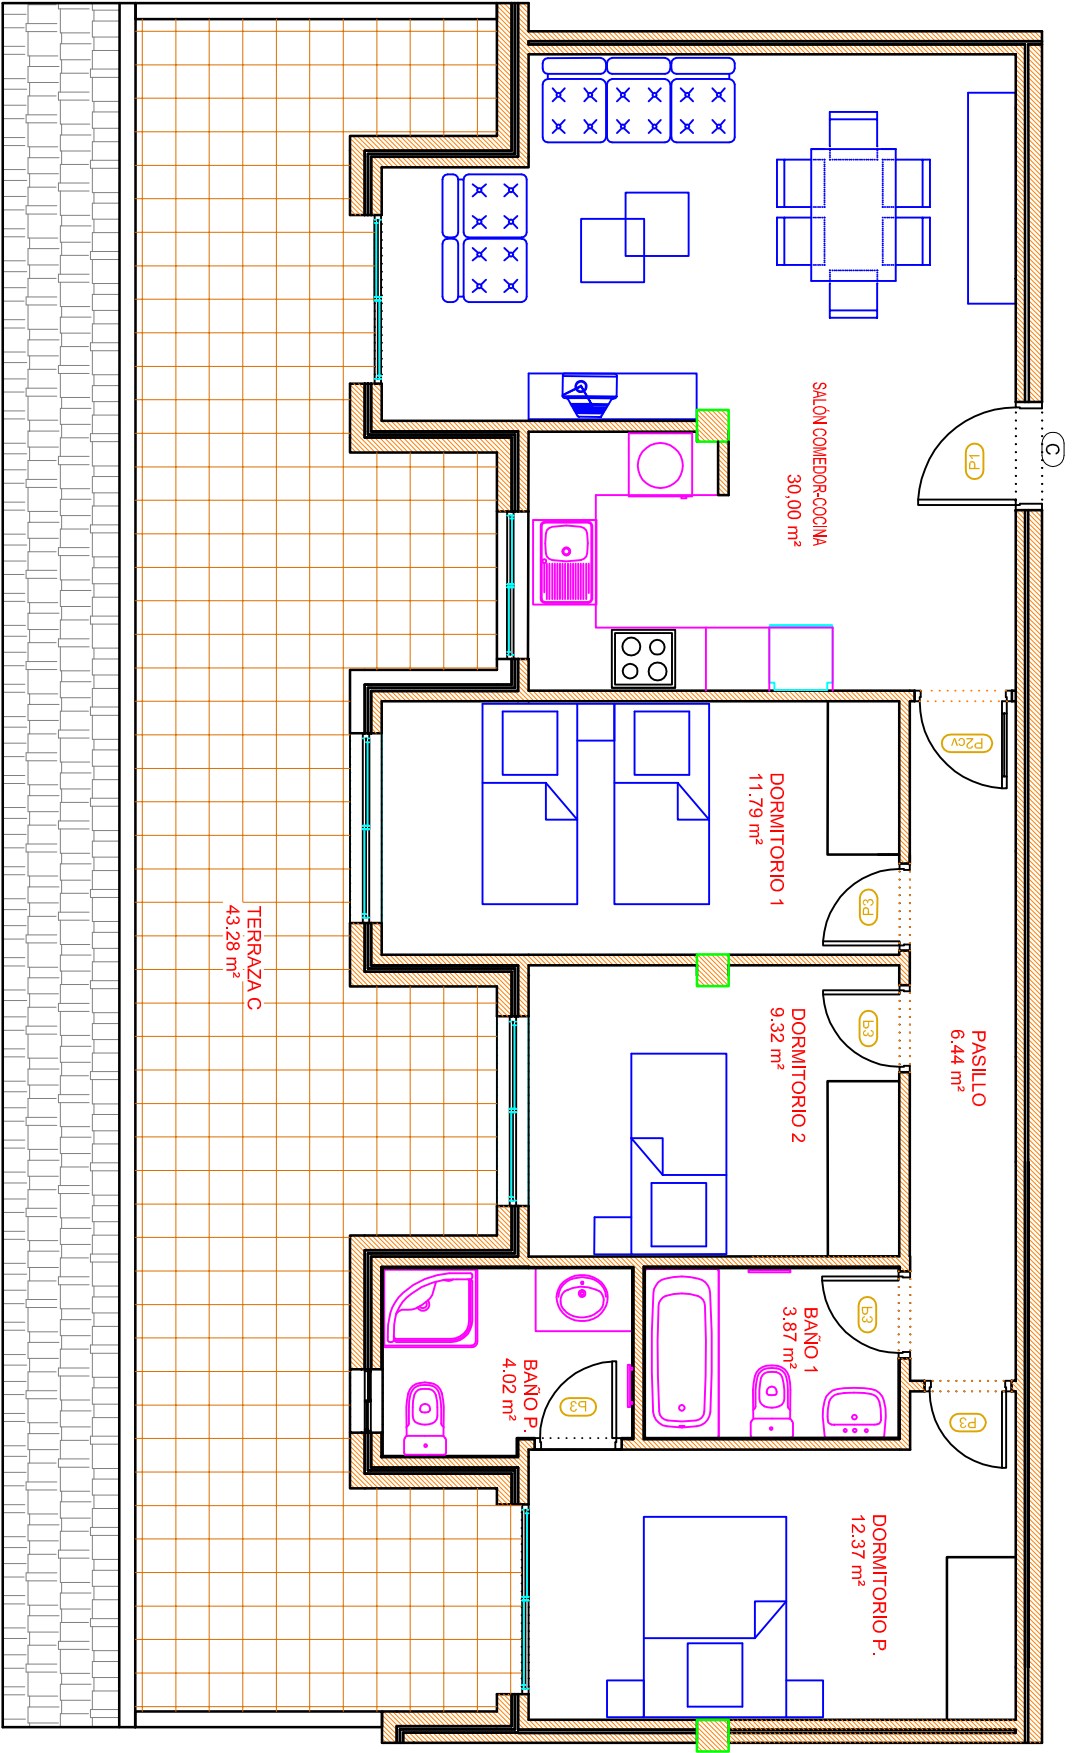 C
P1
SALÓN COMEDOR-COCINA
30,00 m²
P2cv
DORMITORIO 1
11.79 m²
P3
TERRAZA C
43.28 m²
DORMITORIO 2
9.32 m²
P3
PASILLO
6.44 m²
BAÑO 1
3.87 m²
P3
BAÑO P.
4.02 m²
P3
P3
DORMITORIO P.
12.37 m²